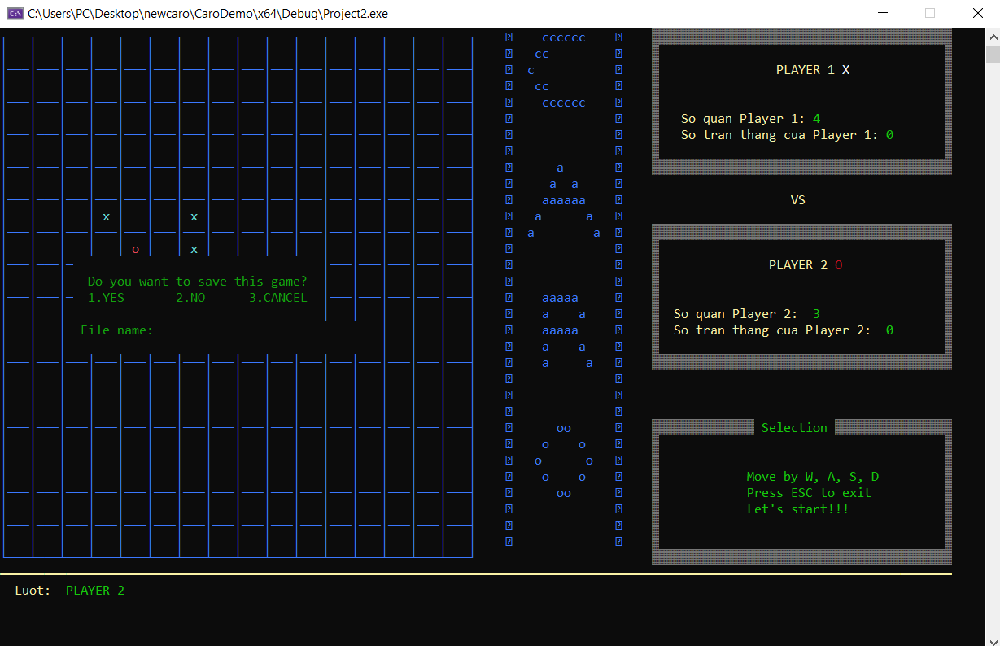 C:\Users\PC\Desktop\newcaro\CaroDemo\x64\Debug\Project2.exe
x x
o x
Do you want to save this game?
1.YES 2.NO 3.CANCEL
File name:
cccccc
cc
c
cc
cccccc
a
a a
aaaaaa
a a
a a
aaaaa
a a
aaaaa
a a
a a
oo
o o
o o
o o
oo
PLAYER 1 X
So quan Player 1: 4
So tran thang cua Player 1: 0
VS
PLAYER 2 O
So quan Player 2: 3
So tran thang cua Player 2: 0
Selection
Move by W, A, S, D
Press ESC to exit
Let's start!!!
Luot: PLAYER 2